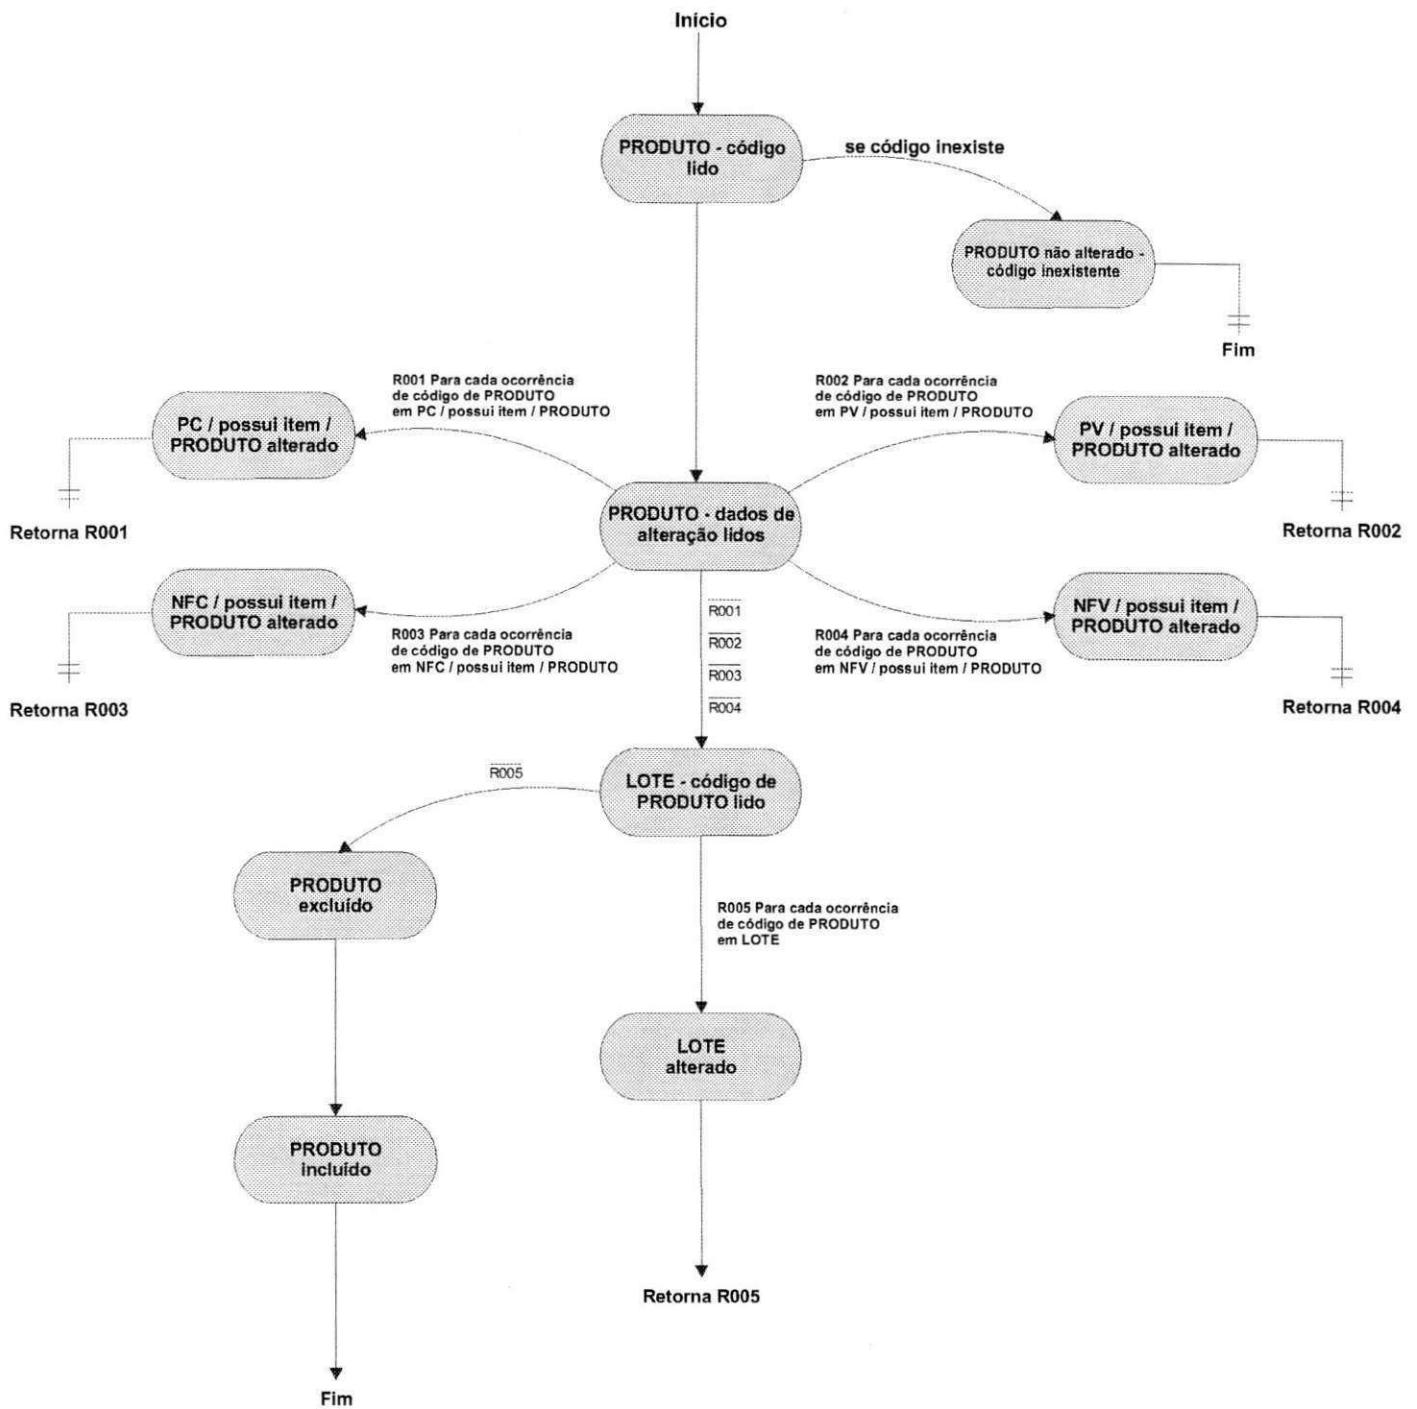 Início
PRODUTO - código
lido
se código inexiste
PRODUTO não alterado -
código inexistente
Fim
R001 Para cada ocorrência
de código de PRODUTO
em PC / possui item / PRODUTO
R002 Para cada ocorrência
de código de PRODUTO
em PV / possui item / PRODUTO
PC / possui item /
PRODUTO alterado
PV / possui item /
PRODUTO alterado
Retorna R001
PRODUTO - dados de
alteração lidos
Retorna R002
NFC / possui item /
PRODUTO alterado
NFV / possui item /
PRODUTO alterado
R003 Para cada ocorrência
de código de PRODUTO
em NFC / possui item / PRODUTO
R001
R002
R003
R004
R004 Para cada ocorrência
de código de PRODUTO
em NFV / possui item / PRODUTO
Retorna R003
Retorna R004
R005
LOTE - código de
PRODUTO lido
PRODUTO
excluído
R005 Para cada ocorrência
de código de PRODUTO
em LOTE
LOTE
alterado
PRODUTO
incluído
Retorna R005
Fim